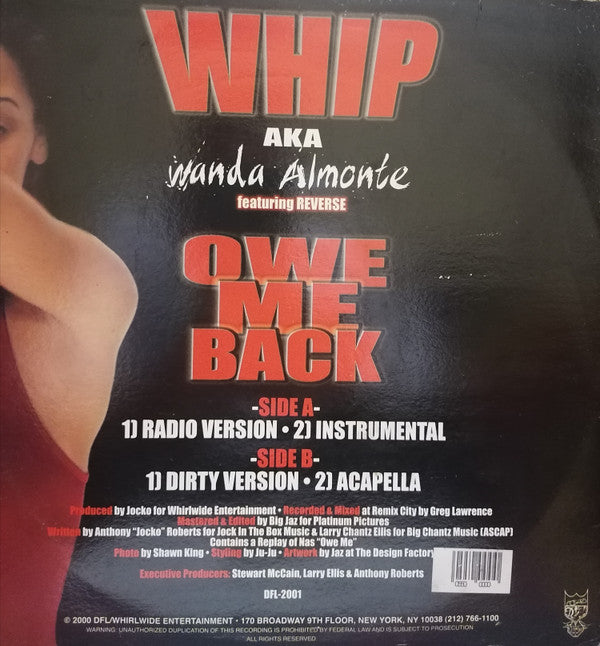 WHIP
AKA
Wanda Almonte
featuring REVERSE
OWE
ME
BACK
-SIDE A-
1) RADIO VERSION • 2) INSTRUMENTAL
-SIDE B-
1) DIRTY VERSION • 2) ACAPELLA
Produced by Jocko for Whirlwide Entertainment • Recorded & Mixed at Remix City by Greg Lawrence
Mastered & Edited by Big Jaz for Platinum Pictures
Written by Anthony "Jocko" Roberts for Jock In The Box Music & Larry Chantz Ellis for Big Chantz Music (ASCAP)
Contains a Replay of Nas "Owe Me"
Photo by Shawn King • Styling by Ju-Ju • Artwork by Jaz at The Design Factory
Executive Producers: Stewart McCain, Larry Ellis & Anthony Roberts
DFL-2001
© 2000 DFL/WHIRLWIDE ENTERTAINMENT • 170 BROADWAY 9TH FLOOR, NEW YORK, NY 10038 (212) 766-1100
WARNING: UNAUTHORIZED DUPLICATION OF THIS RECORDING IS PROHIBITED BY FEDERAL LAW AND IS SUBJECT TO PROSECUTION
ALL RIGHTS RESERVED